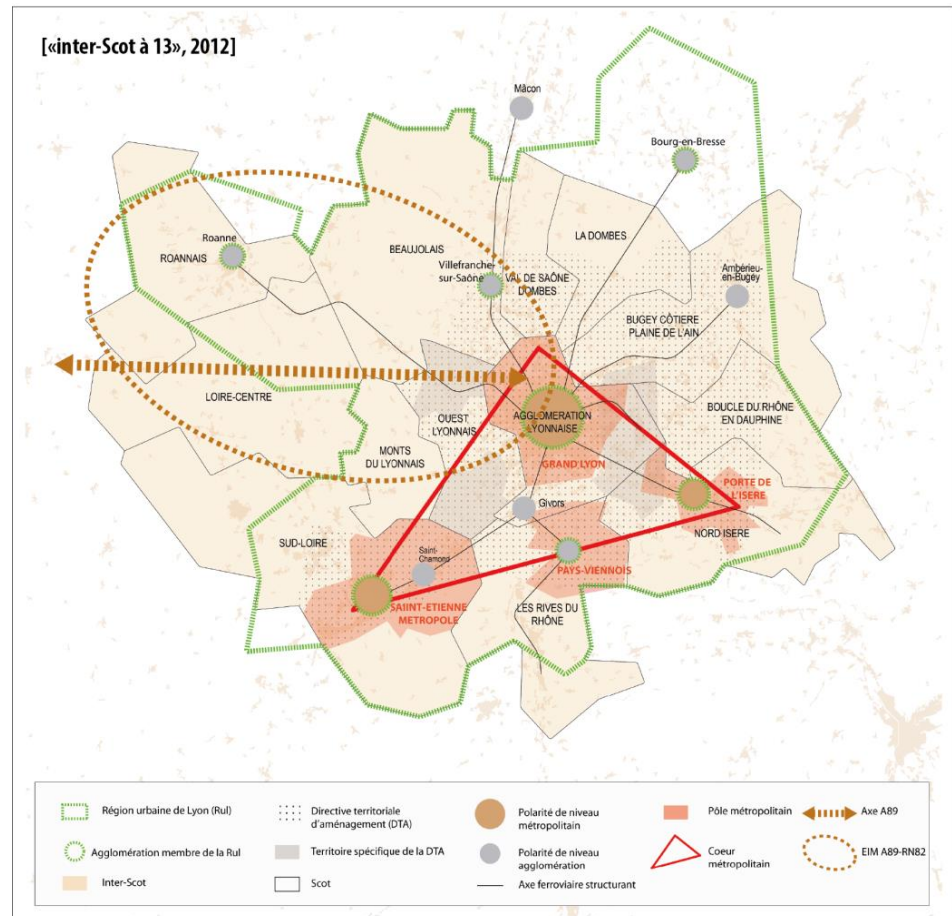 [«inter-Scot à 13», 2012]
Mâcon
Bourg-en-Bresse
LA DOMBES
Roanne
ROANNAIS
BEAUJOLAIS
Villefranche-
sur-Saône
VAL DE SAÔNE
DOMBES
Ambérieu-
en-Bugey
BUGEY CÔTIERE
PLAINE DE L'AIN
LOIRE-CENTRE
OUEST
LYONNAIS
AGGLOMERATION
LYONNAISE
BOUCLE DU RHÔNE
EN DAUPHINE
MONTS
DU LYONNAIS
GRAND LYON
PORTE DE
L'ISERE
Givors
NORD ISERE
SUD-LOIRE
Saint-
Chamond
PAYS-VIENNOIS
SAIINT-ETIENNE
METROPOLE
LES RIVES DU
RHÔNE
Région urbaine de Lyon (Rul)
Directive territoriale
d'aménagement (DTA)
Polarité de niveau
métropolitain
Pôle métropolitain
Axe A89
Agglomération membre de la Rul
Territoire spécifique de la DTA
Polarité de niveau
agglomération
Coeur
métropolitain
EIM A89-RN82
Inter-Scot
Scot
Axe ferroviaire structurant